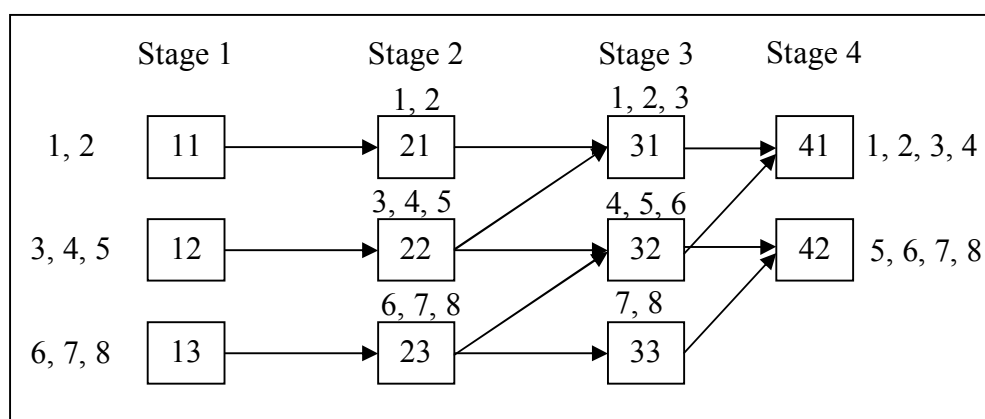 Stage 1 Stage 2 Stage 3 Stage 4
1, 2 1, 2, 3
1, 2 11 21 31 41 1, 2, 3, 4
3, 4, 5 4, 5, 6
3, 4, 5 12 22 32 42 5, 6, 7, 8
6, 7, 8 7, 8
6, 7, 8 13 23 33